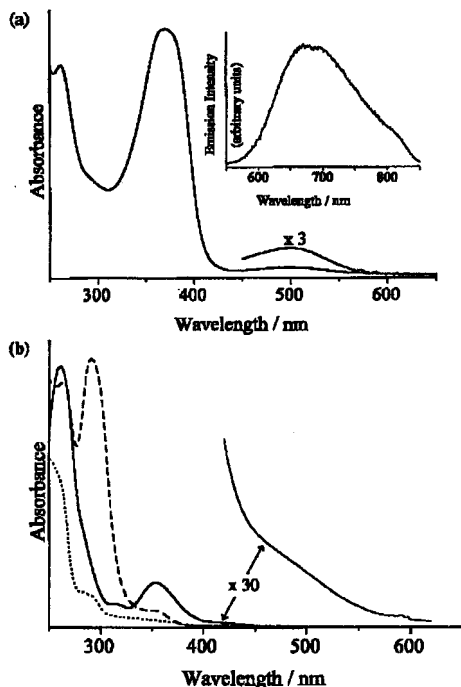 (a)
Absorbance
Emission Intensity
(arbitrary units)
600 700 800
Wavelength / nm
x 3
300 400 500 600
Wavelength / nm
(b)
Absorbance
x 30
300 400 500 600
Wavelength / nm